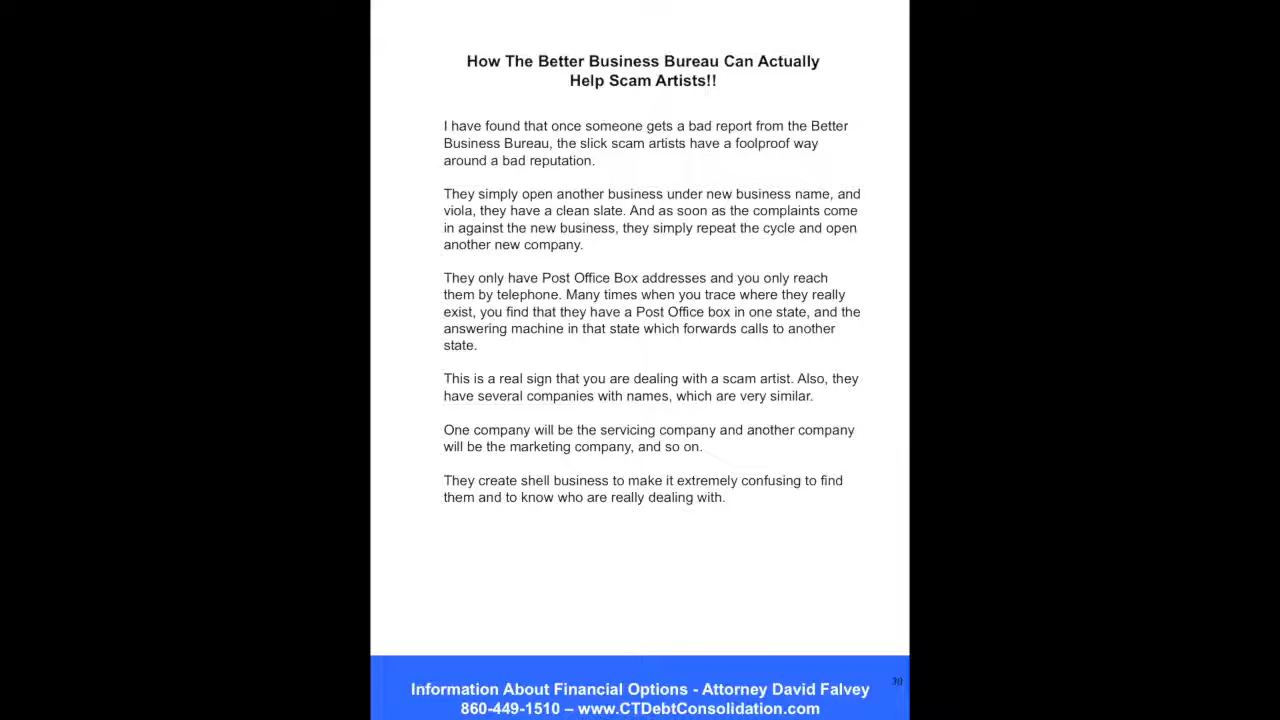 How The Better Business Bureau Can Actually
Help Scam Artists!!
I have found that once someone gets a bad report from the Better
Business Bureau, the slick scam artists have a foolproof way
around a bad reputation.
They simply open another business under new business name, and
viola, they have a clean slate. And as soon as the complaints come
in against the new business, they simply repeat the cycle and open
another new company.
They only have Post Office Box addresses and you only reach
them by telephone. Many times when you trace where they really
exist, you find that they have a Post Office box in one state, and the
answering machine in that state which forwards calls to another
state.
This is a real sign that you are dealing with a scam artist. Also, they
have several companies with names, which are very similar.
One company will be the servicing company and another company
will be the marketing company, and so on.
They create shell business to make it extremely confusing to find
them and to know who are really dealing with.
30
Information About Financial Options - Attorney David Falvey
860-449-1510 – www.CTDebtConsolidation.com